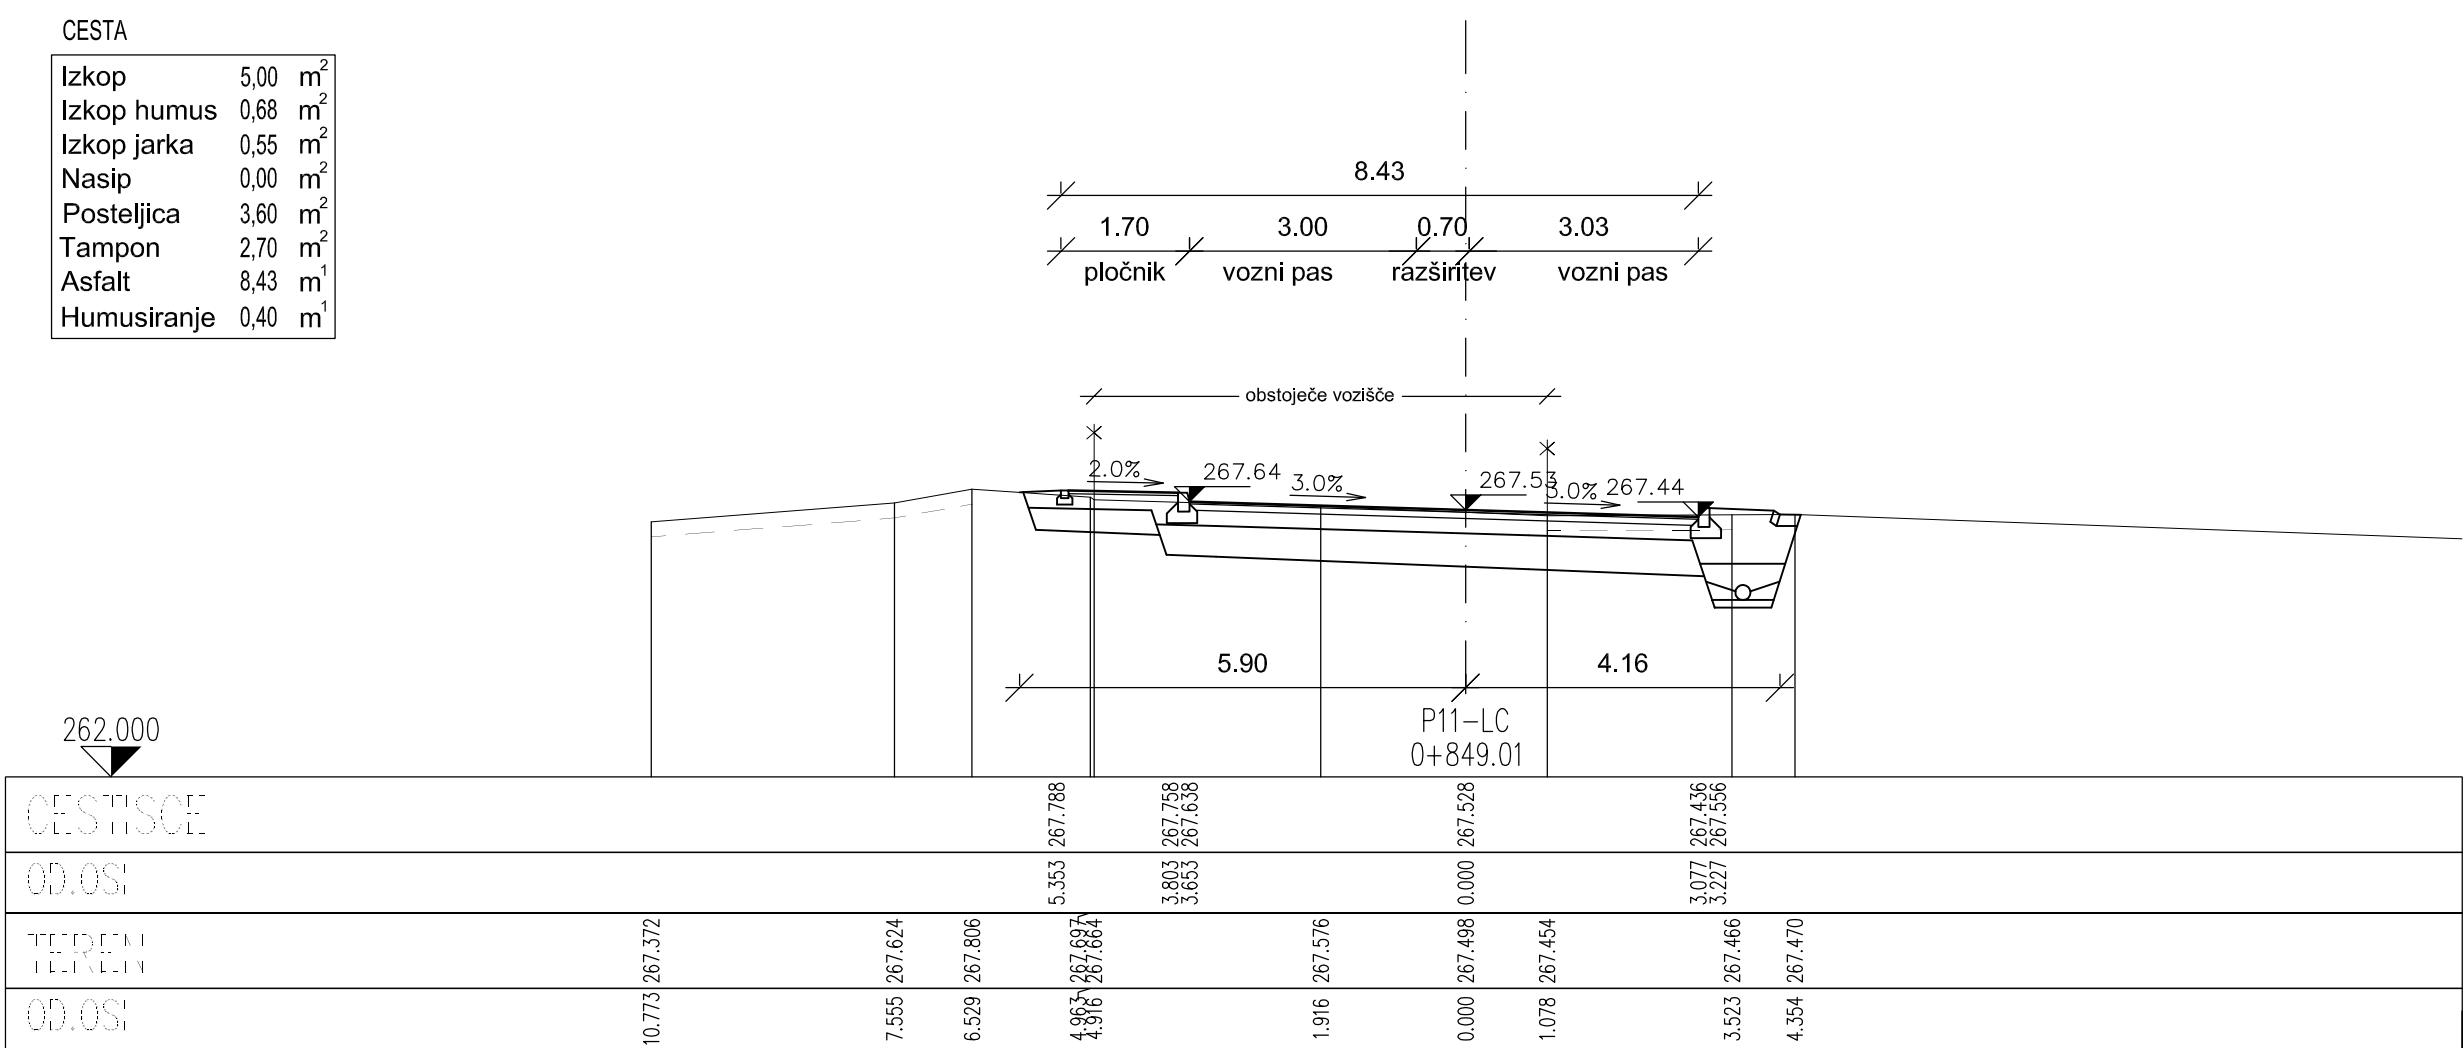 CESTA
Izkop 5,00 m²
Izkop humus 0,68 m²
Izkop jarka 0,55 m²
Nasip 0,00 m²
Posteljica 3,60 m²
Tampon 2,70 m²
Asfalt 8,43 m¹
Humusiranje 0,40 m¹
8.43
1.70 3.00 0.70 3.03
pločnik vozni pas razširitev vozni pas
obstoječe vozišče
2.0% 267.64 3.0% 267.53 3.0% 267.44
5.90 4.16
P11-LC
0+849.01
262.000
CESTISCE 267.788 267.758 267.638 267.528 267.436 267.556
OD.OSI 5.353 3.803 3.653 0.000 3.077 3.227
TEREN 267.372 267.624 267.806 267.697 267.664 267.576 267.498 267.454 267.466 267.470
OD.OSI 10.773 7.555 6.529 4.963 4.916 1.916 0.000 1.078 3.523 4.354